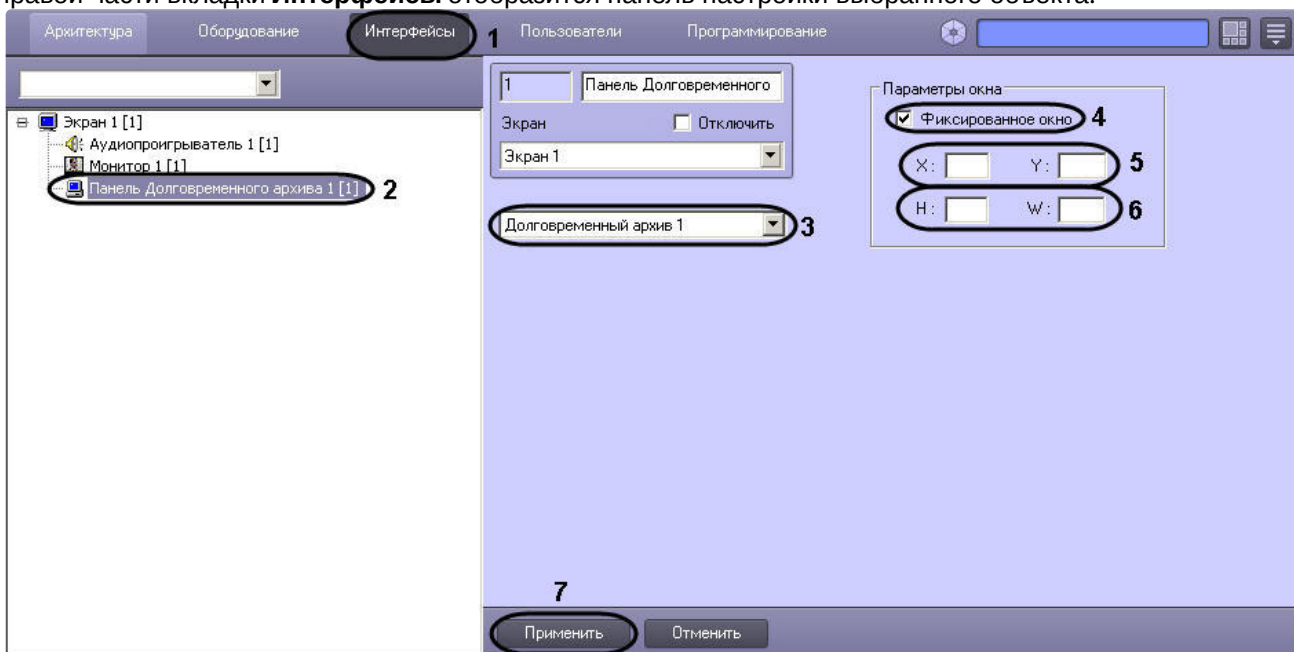 правой части вкладки Интерфейсы отобразится панель настройки выбранного объекта.
Архитектура Оборудование Интерфейсы 1 Пользователи Программирование
1 Панель Долговременного
Экран Отключить
Экран 1
Долговременный архив 1 3
Параметры окна
Фиксированное окно 4
X: Y: 5
H: W: 6
Экран 1 [1]
Аудиопроигрыватель 1 [1]
Монитор 1 [1]
Панель Долговременного архива 1 [1] 2
7
Применить Отменить